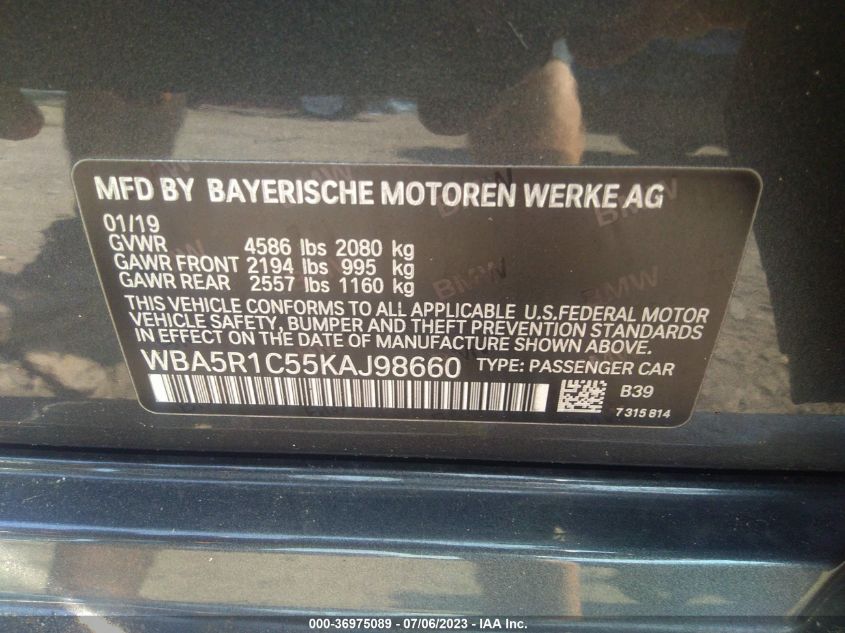 MFD BY BAYERISCHE MOTOREN WERKE AG
01/19
GVWR 4586 lbs 2080 kg
GAWR FRONT 2194 lbs 995 kg
GAWR REAR 2557 lbs 1160 kg
THIS VEHICLE CONFORMS TO ALL APPLICABLE U.S.FEDERAL MOTOR
VEHICLE SAFETY, BUMPER AND THEFT PREVENTION STANDARDS
IN EFFECT ON THE DATE OF MANUFACTURE SHOWN ABOVE.
WBA5R1C55KAJ98660 TYPE: PASSENGER CAR
B39
7 315 814
BMW
BMW
BMW
000-36975089 - 07/06/2023 - IAA Inc.